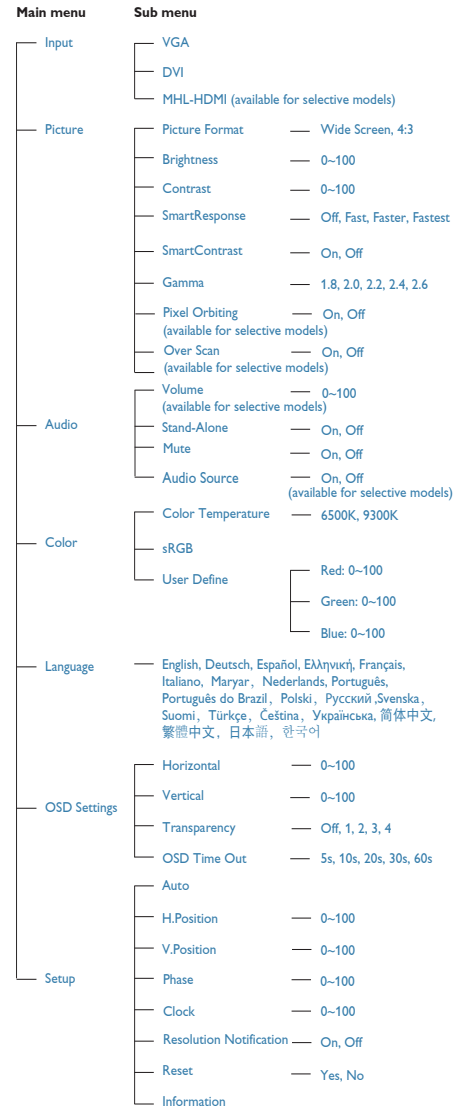 Main menu Sub menu
Input VGA
DVI
MHL-HDMI (available for selective models)
Picture Picture Format Wide Screen, 4:3
Brightness 0~100
Contrast 0~100
SmartResponse Off, Fast, Faster, Fastest
SmartContrast On, Off
Gamma 1.8, 2.0, 2.2, 2.4, 2.6
Pixel Orbiting On, Off
(available for selective models)
Over Scan On, Off
(available for selective models)
Volume 0~100
(available for selective models)
Audio Stand-Alone On, Off
Mute On, Off
Audio Source On, Off
(available for selective models)
Color Temperature 6500K, 9300K
Color sRGB
User Define Red: 0~100
Green: 0~100
Blue: 0~100
Language English, Deutsch, Español, Ελληνική, Français,
Italiano, Maryar, Nederlands, Português,
Português do Brazil, Polski, Русский ,Svenska,
Suomi, Türkçe, Čeština, Українська, 简体中文,
繁體中文, 日本語, 한국어
Horizontal 0~100
Vertical 0~100
OSD Settings
Transparency Off, 1, 2, 3, 4
OSD Time Out 5s, 10s, 20s, 30s, 60s
Auto
H.Position 0~100
V.Position 0~100
Setup Phase 0~100
Clock 0~100
Resolution Notification On, Off
Reset Yes, No
Information